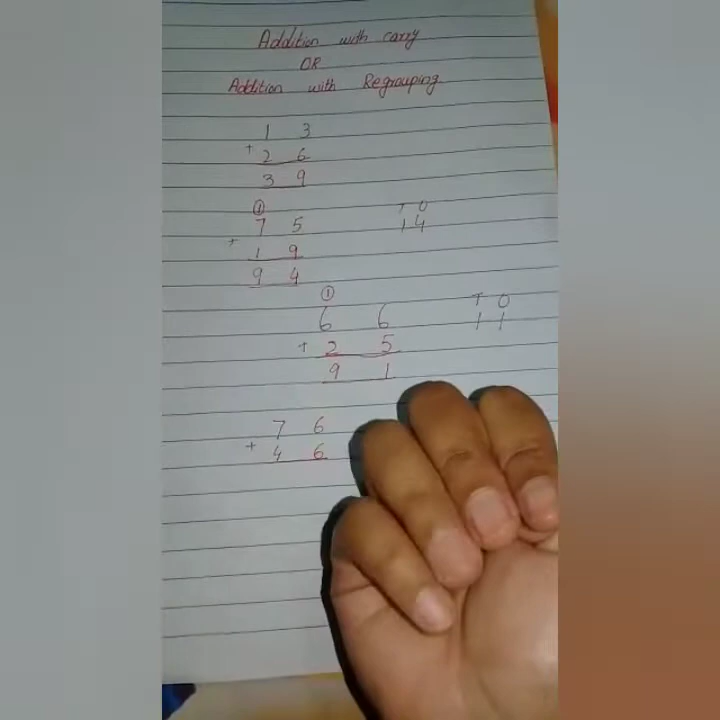 Addition with carry
OR
Addition with Regrouping
1 3
+ 2 6
3 9
1
7 5 T O
+ 1 9 1 4
9 4
1 T O
6 6 1 1
+ 2 5
9 1
7 6
+ 4 6